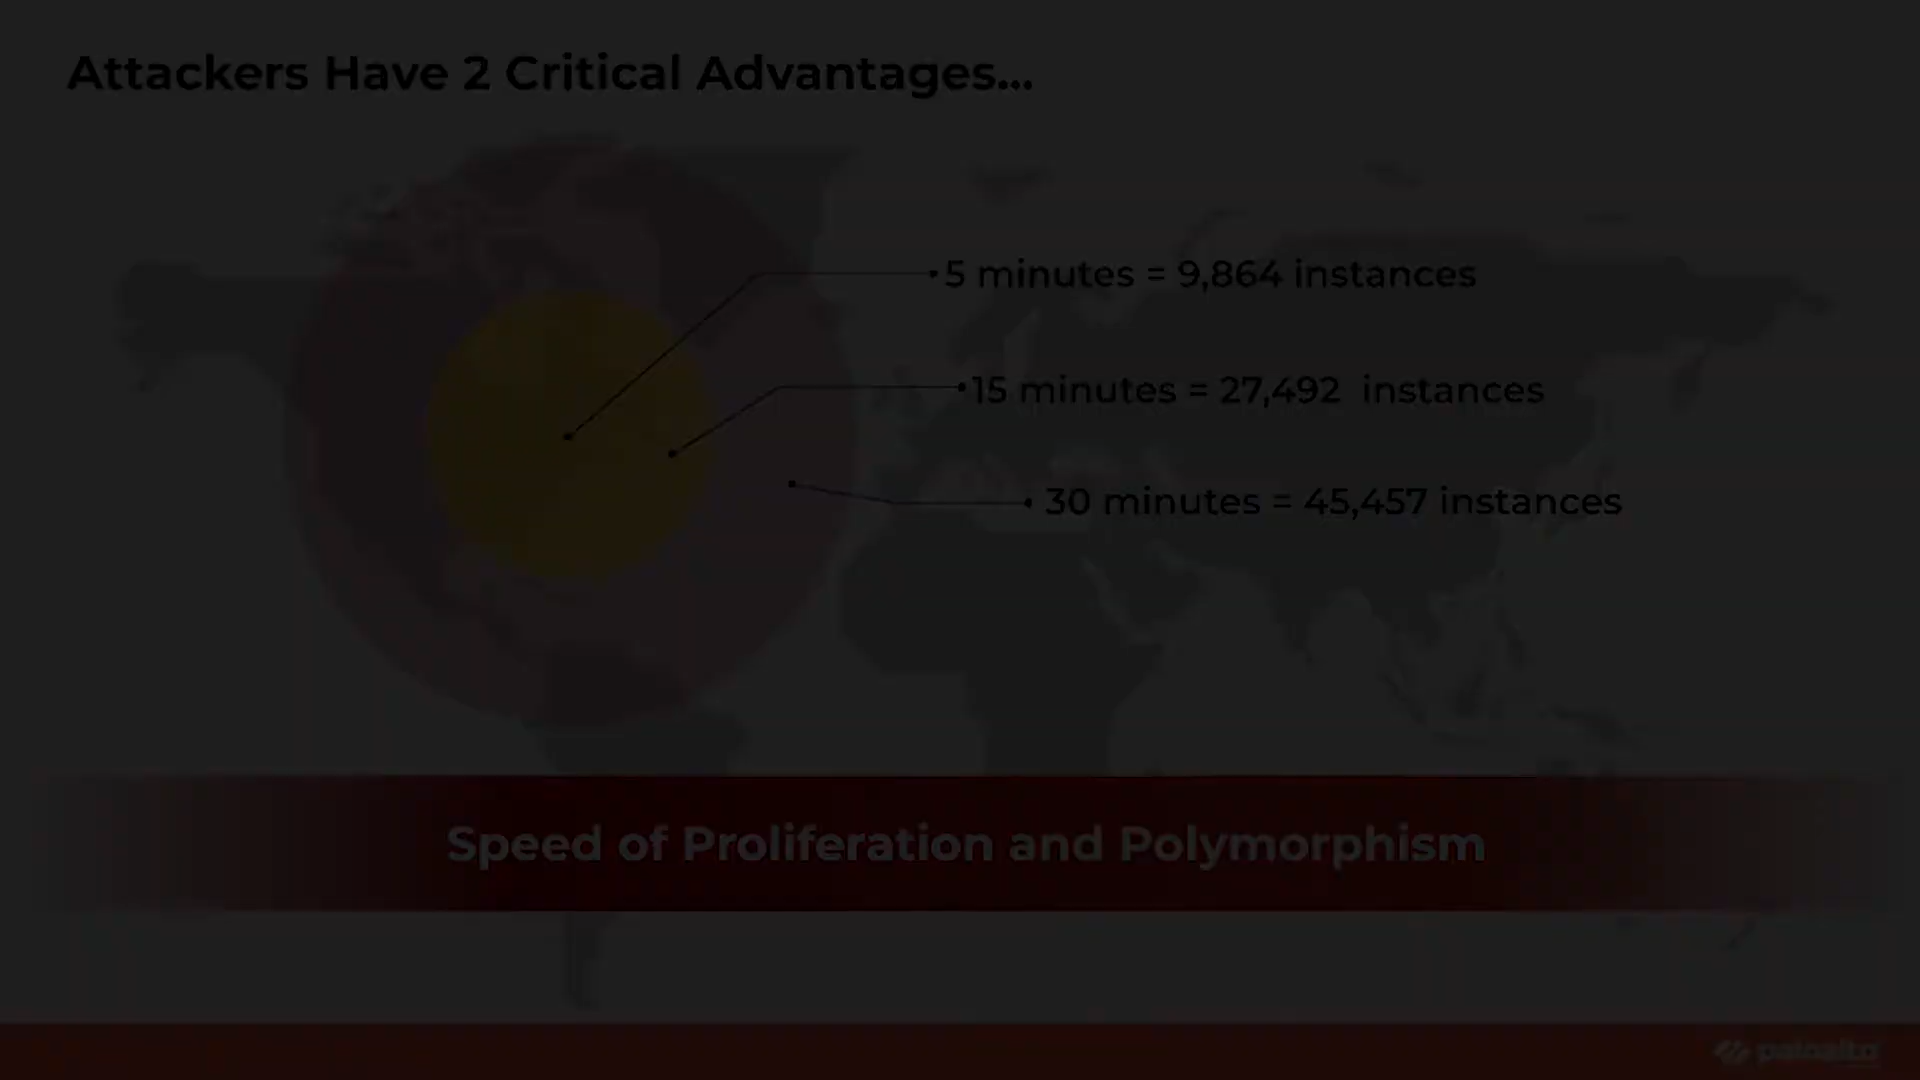 Attackers Have 2 Critical Advantages...
5 minutes = 9,864 instances
15 minutes = 27,492 instances
30 minutes = 45,457 instances
Speed of Proliferation and Polymorphism
paloalto